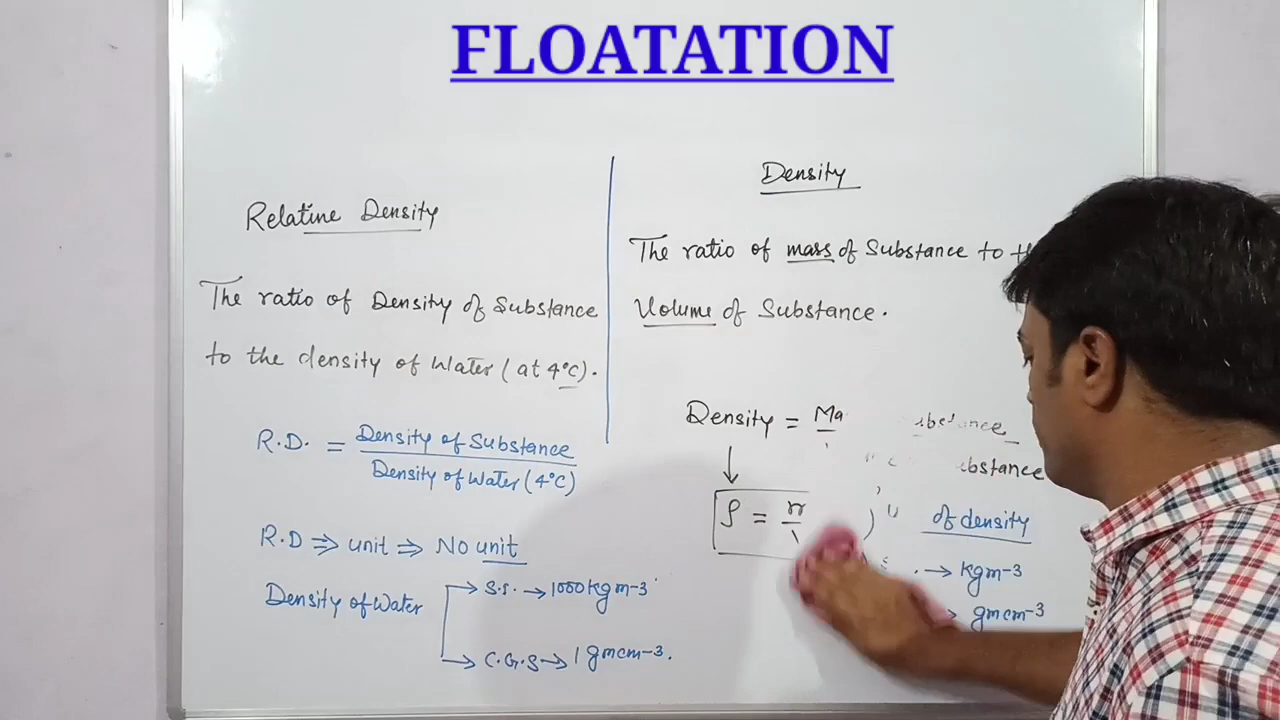 FLOATATION
Relative Density
The ratio of Density of Substance
to the density of Water (at 4°C).
R.D. = Density of Substance
Density of Water (4°C)
R.D ⇒ unit ⇒ No unit
Density of Water
S.I. → 1000 kgm-3
C.G.S → 1 gmcm-3.
Density
The ratio of mass of Substance to
Volume of Substance.
Density =
ρ =
of density
→ kgm-3
→ gmcm-3